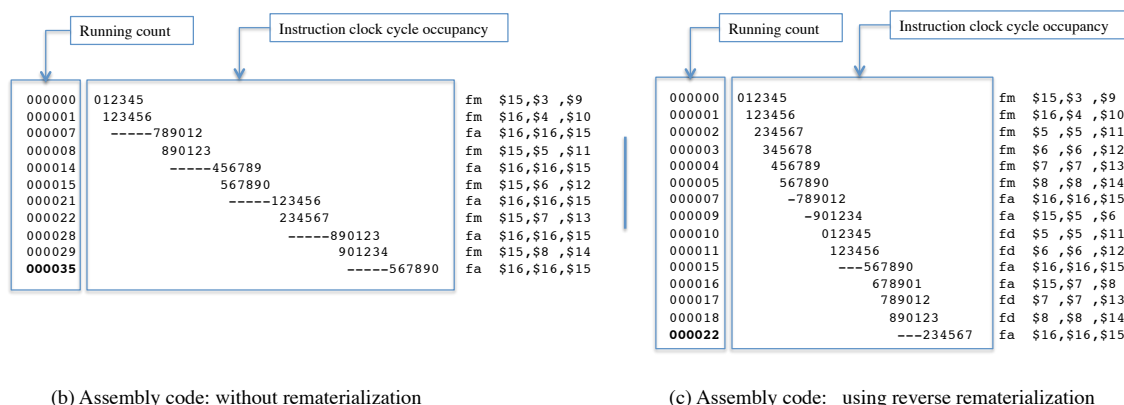 Running count
Instruction clock cycle occupancy
000000 012345 fm $15,$3 ,$9
000001 123456 fm $16,$4 ,$10
000007 -----789012 fa $16,$16,$15
000008 890123 fm $15,$5 ,$11
000014 -----456789 fa $16,$16,$15
000015 567890 fm $15,$6 ,$12
000021 -----123456 fa $16,$16,$15
000022 234567 fm $15,$7 ,$13
000028 -----890123 fa $16,$16,$15
000029 901234 fm $15,$8 ,$14
000035 -----567890 fa $16,$16,$15
(b) Assembly code: without rematerialization
Running count
Instruction clock cycle occupancy
000000 012345 fm $15,$3 ,$9
000001 123456 fm $16,$4 ,$10
000002 234567 fm $5 ,$5 ,$11
000003 345678 fm $6 ,$6 ,$12
000004 456789 fm $7 ,$7 ,$13
000005 567890 fm $8 ,$8 ,$14
000007 -789012 fa $16,$16,$15
000009 -901234 fa $15,$5 ,$6
000010 012345 fd $5 ,$5 ,$11
000011 123456 fd $6 ,$6 ,$12
000015 ---567890 fa $16,$16,$15
000016 678901 fa $15,$7 ,$8
000017 789012 fd $7 ,$7 ,$13
000018 890123 fd $8 ,$8 ,$14
000022 ---234567 fa $16,$16,$15
(c) Assembly code: using reverse rematerialization